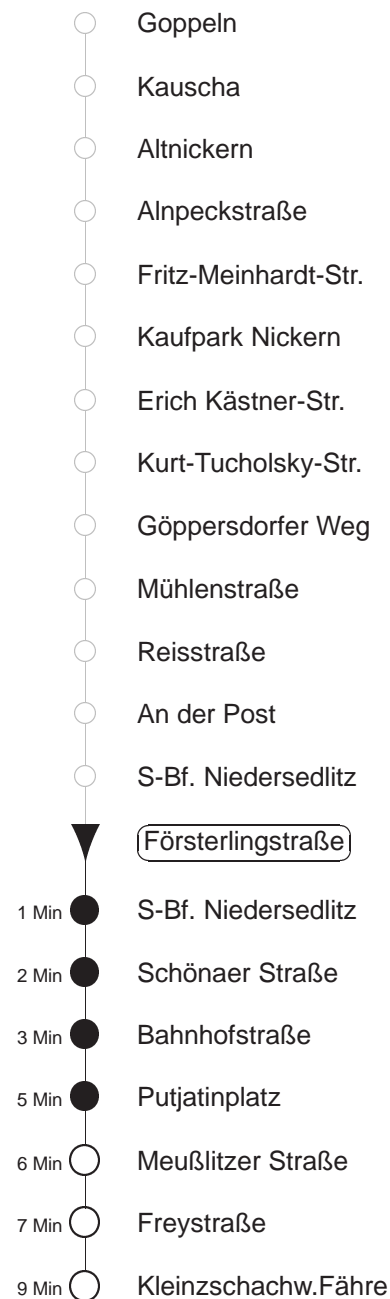 Goppeln
Kauscha
Altnickern
Alnpeckstraße
Fritz-Meinhardt-Str.
Kaufpark Nickern
Erich Kästner-Str.
Kurt-Tucholsky-Str.
Göppersdorfer Weg
Mühlenstraße
Reisstraße
An der Post
S-Bf. Niedersedlitz
Försterlingstraße
1 Min S-Bf. Niedersedlitz
2 Min Schönaer Straße
3 Min Bahnhofstraße
5 Min Putjatinplatz
6 Min Meußlitzer Straße
7 Min Freystraße
9 Min Kleinzschachw.Fähre